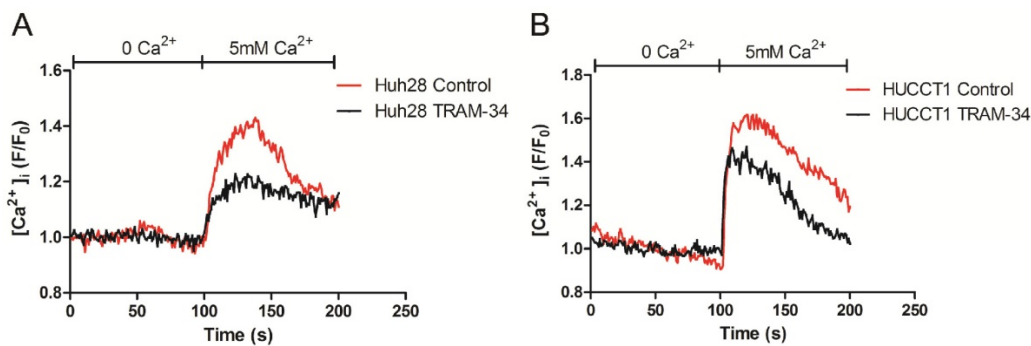 A
0 Ca²⁺ 5mM Ca²⁺
Huh28 Control
Huh28 TRAM-34
[Ca²⁺]ᵢ (F/F₀)
1.6
1.4
1.2
1.0
0.8
0 50 100 150 200 250
Time (s)
B
0 Ca²⁺ 5mM Ca²⁺
HUCCT1 Control
HUCCT1 TRAM-34
[Ca²⁺]ᵢ (F/F₀)
1.8
1.6
1.4
1.2
1.0
0.8
0 50 100 150 200 250
Time (s)